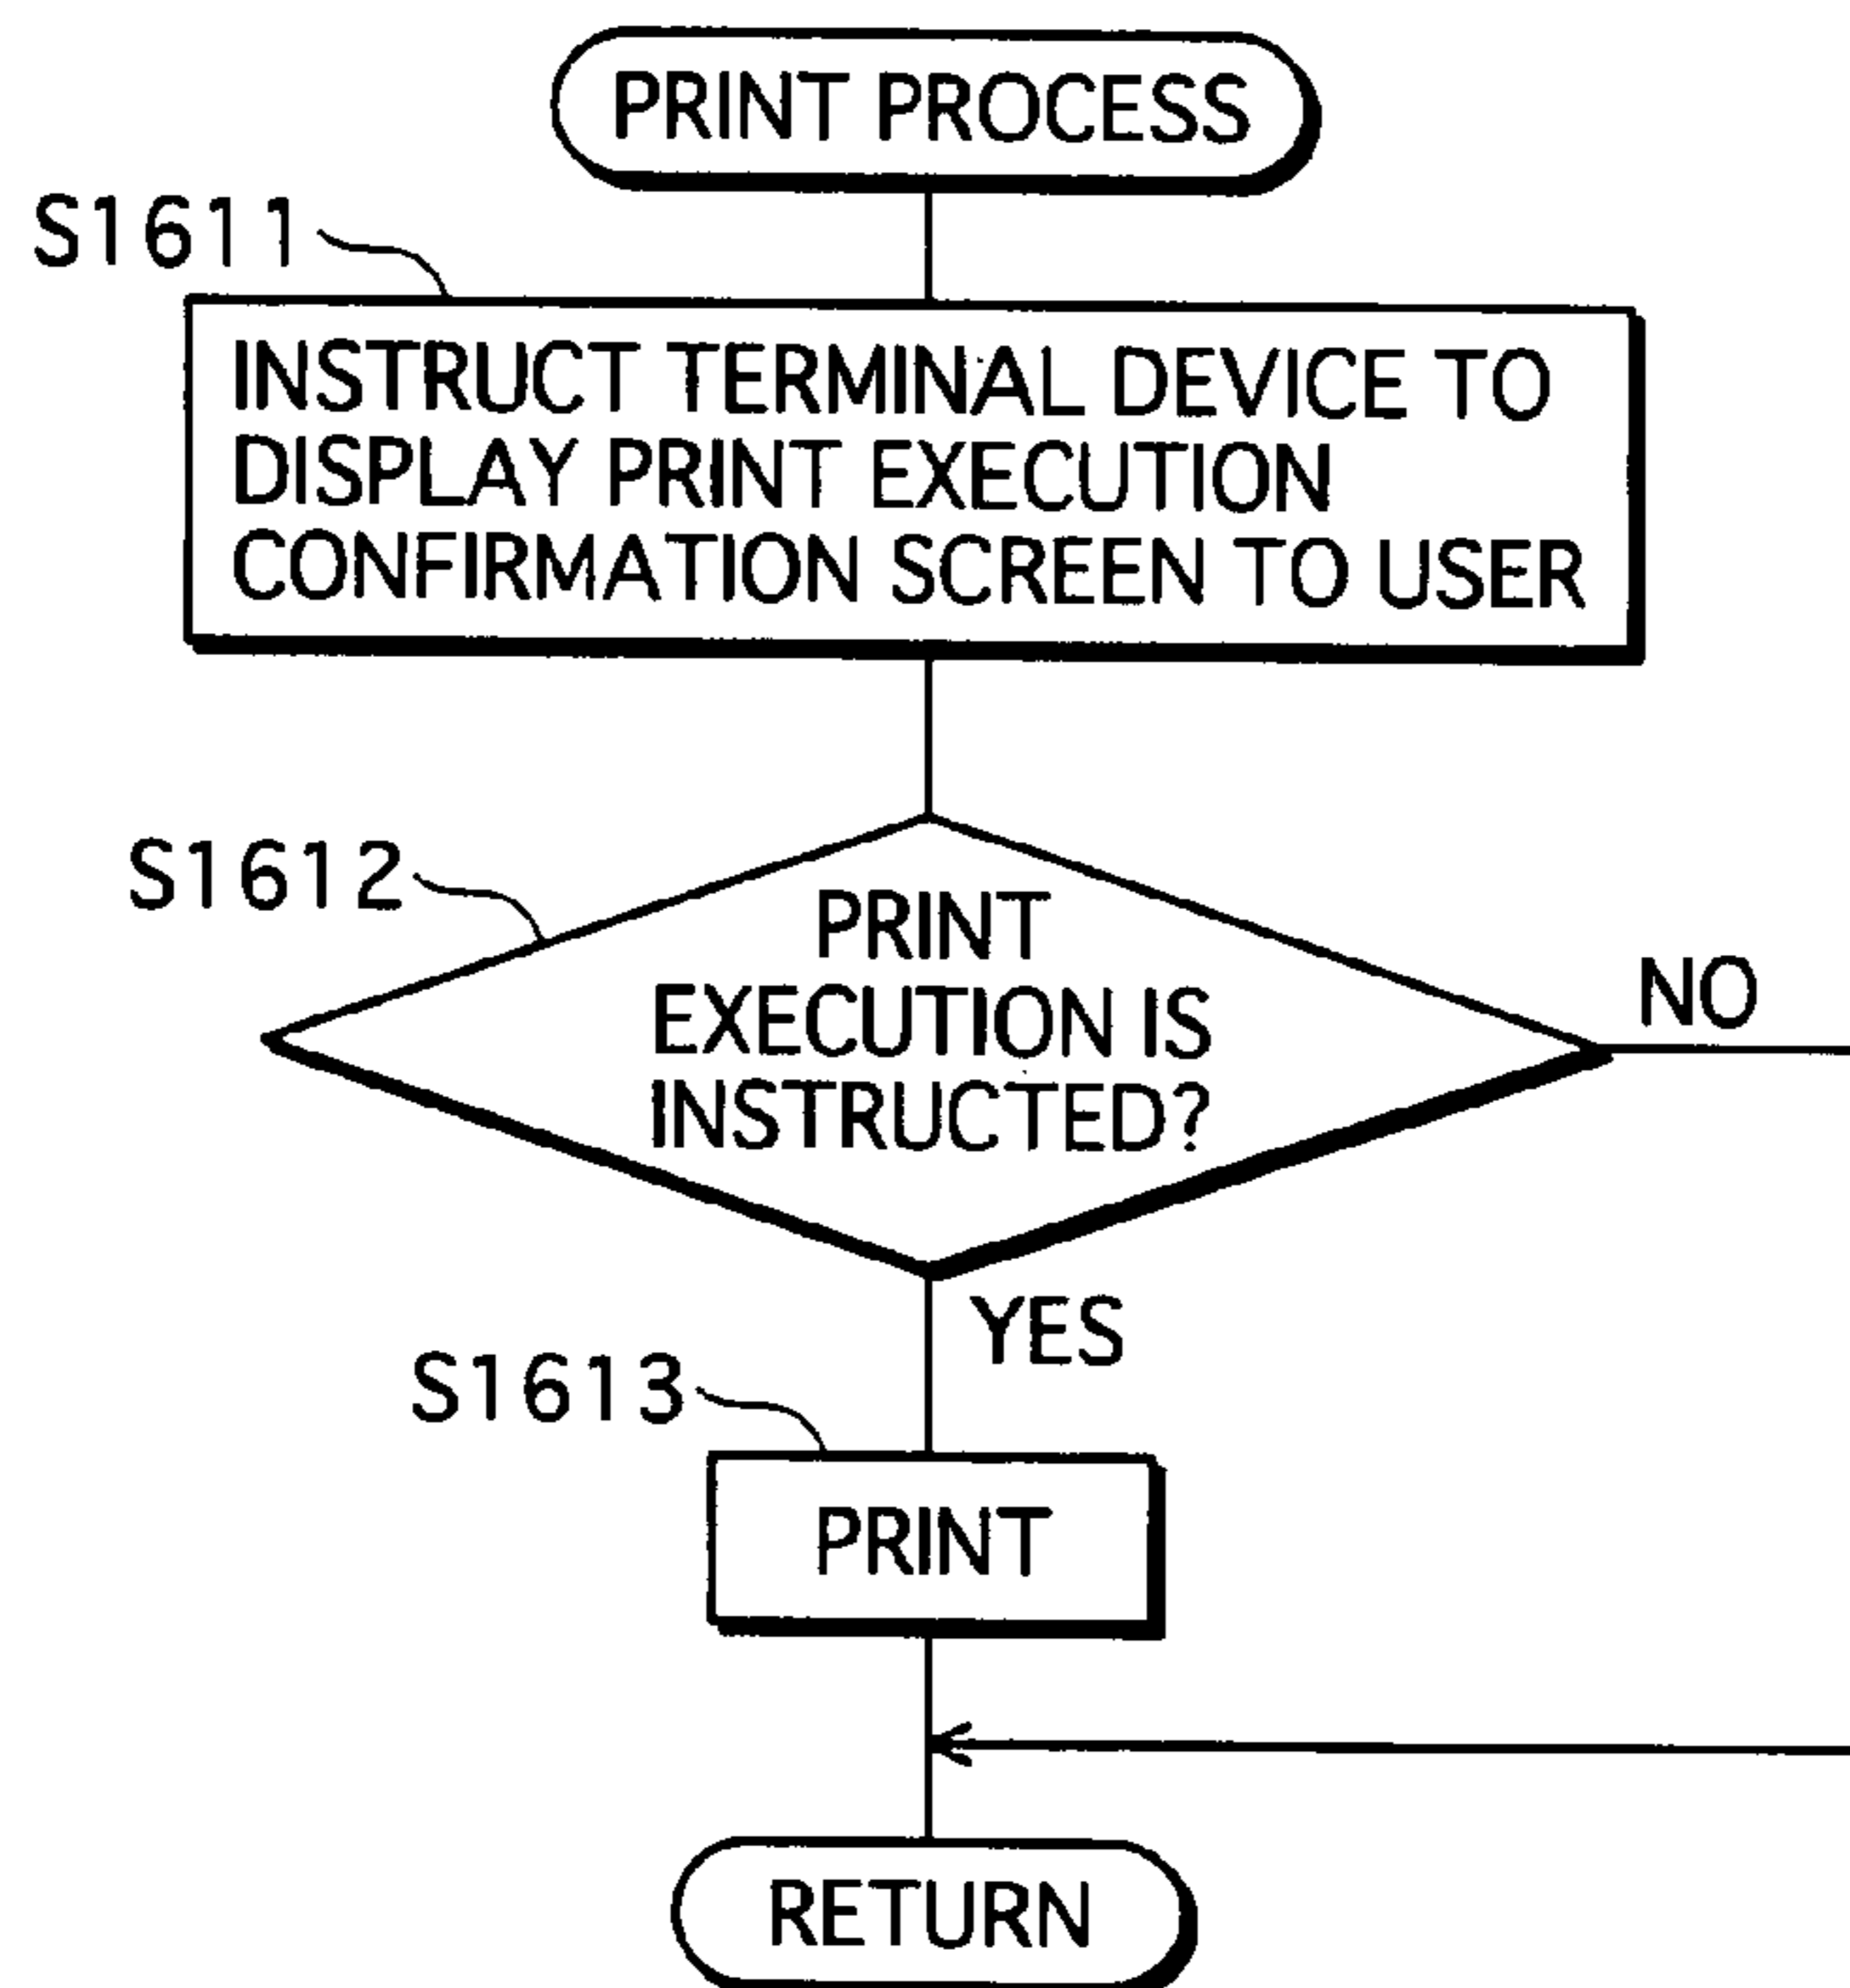 PRINT PROCESS
S1611
INSTRUCT TERMINAL DEVICE TO
DISPLAY PRINT EXECUTION
CONFIRMATION SCREEN TO USER
S1612
PRINT
EXECUTION IS
INSTRUCTED?
NO
YES
S1613
PRINT
RETURN